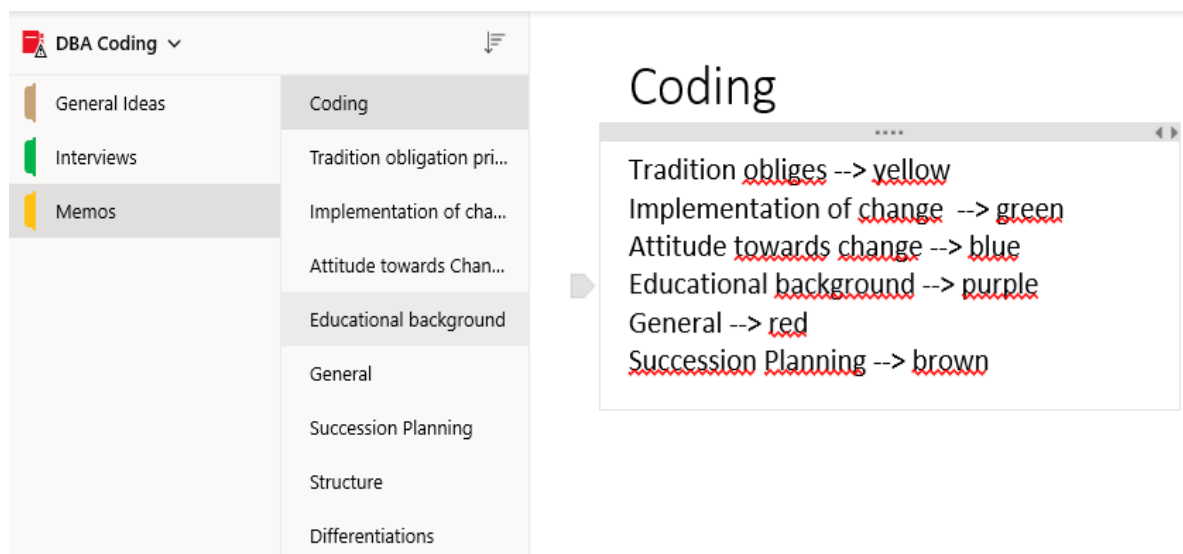 DBA Coding
General Ideas
Interviews
Memos
Coding
Tradition obligation pri...
Implementation of cha...
Attitude towards Chan...
Educational background
General
Succession Planning
Structure
Differentiations
Coding
Tradition obliges --> yellow
Implementation of change --> green
Attitude towards change --> blue
Educational background --> purple
General --> red
Succession Planning --> brown